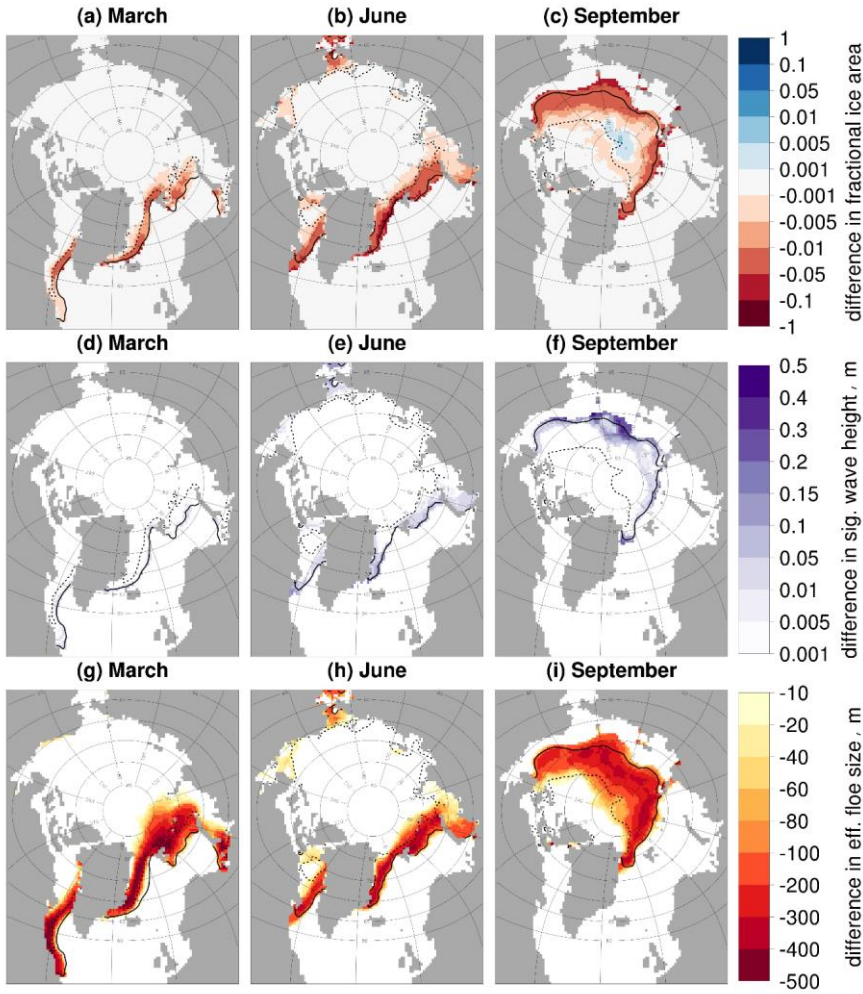 (a) March
(b) June
(c) September
1
0.1
0.05
0.01
0.005
0.001
-0.001
-0.005
-0.01
-0.05
-0.1
-1
difference in fractional ice area
(d) March
(e) June
(f) September
0.5
0.4
0.3
0.2
0.15
0.1
0.05
0.01
0.005
0.001
difference in sig. wave height, m
(g) March
(h) June
(i) September
-10
-20
-40
-60
-80
-100
-200
-300
-400
-500
difference in eff. floe size, m